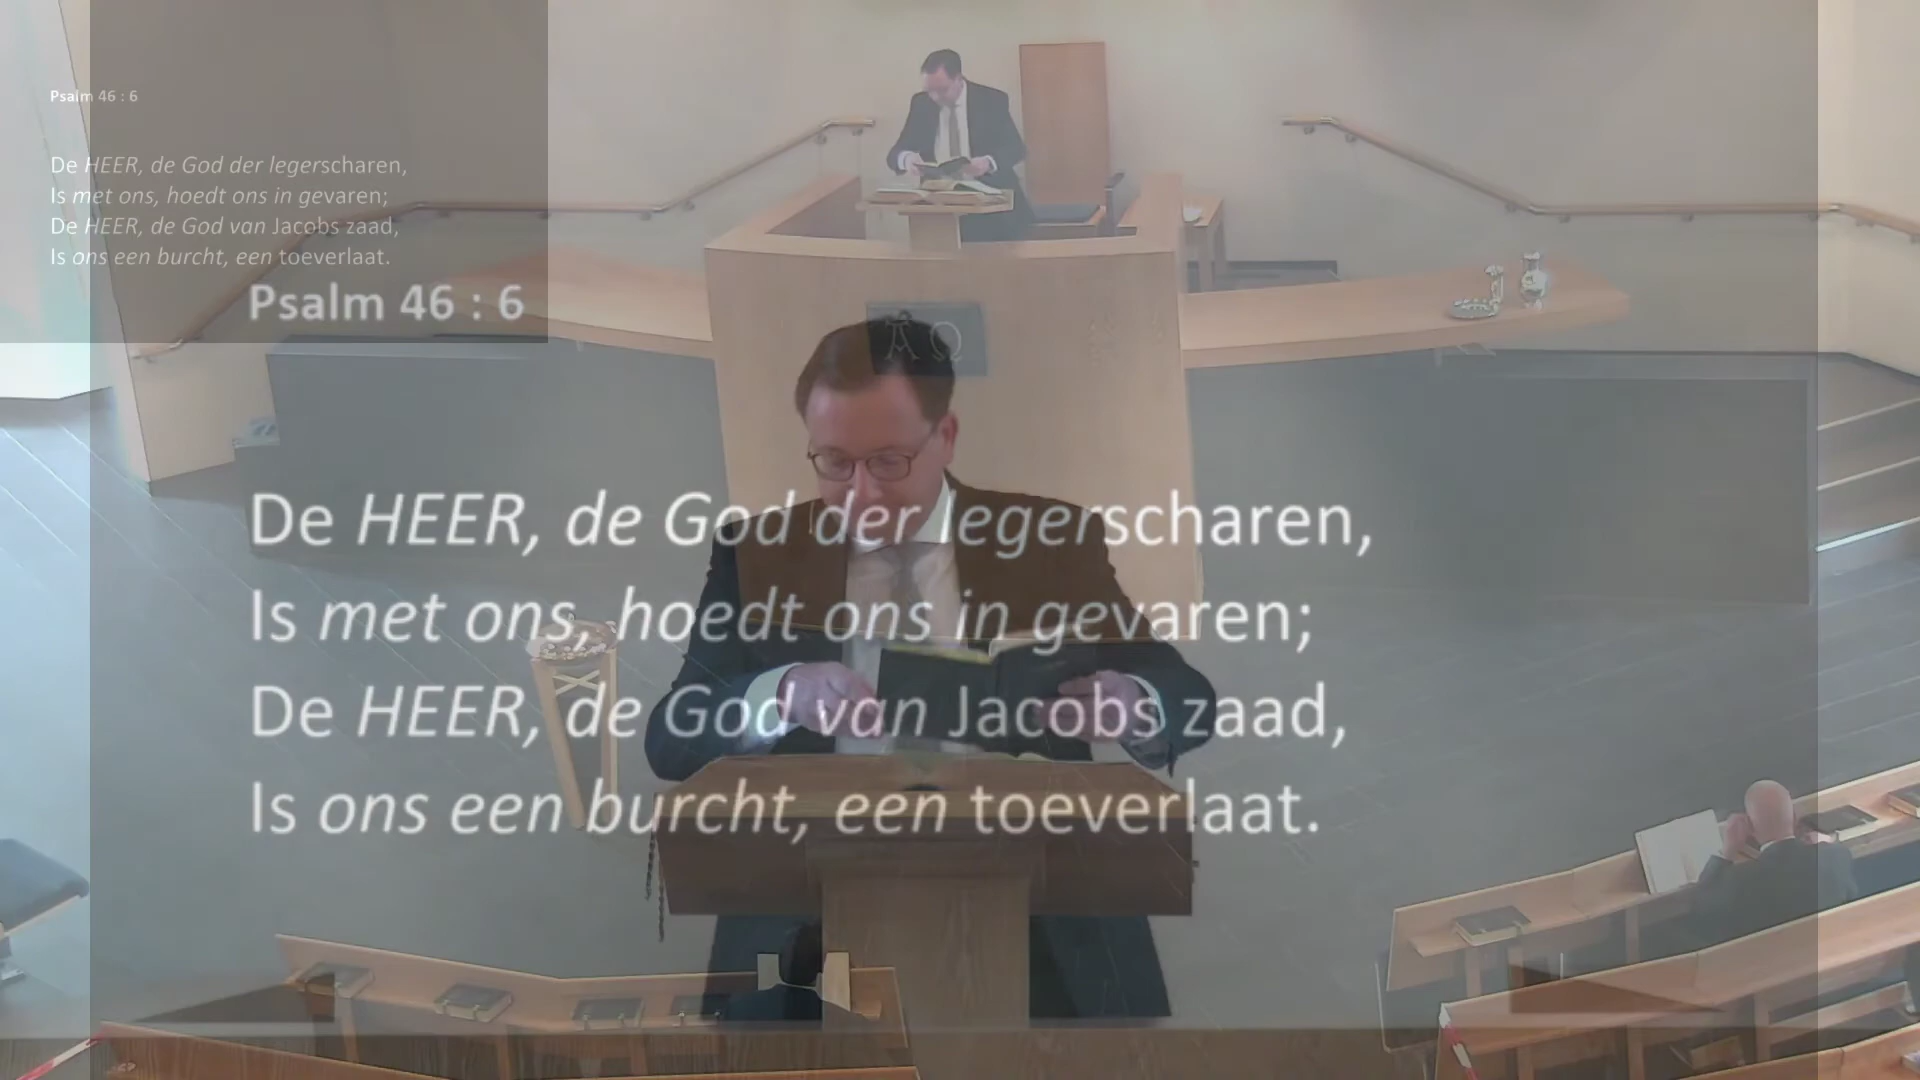 Psalm 46 : 6
De HEER, de God der legerscharen,
Is met ons, hoedt ons in gevaren;
De HEER, de God van Jacobs zaad,
Is ons een burcht, een toeverlaat.
Psalm 46 : 6
De HEER, de God der legerscharen,
Is met ons, hoedt ons in gevaren;
De HEER, de God van Jacobs zaad,
Is ons een burcht, een toeverlaat.
Α Ω